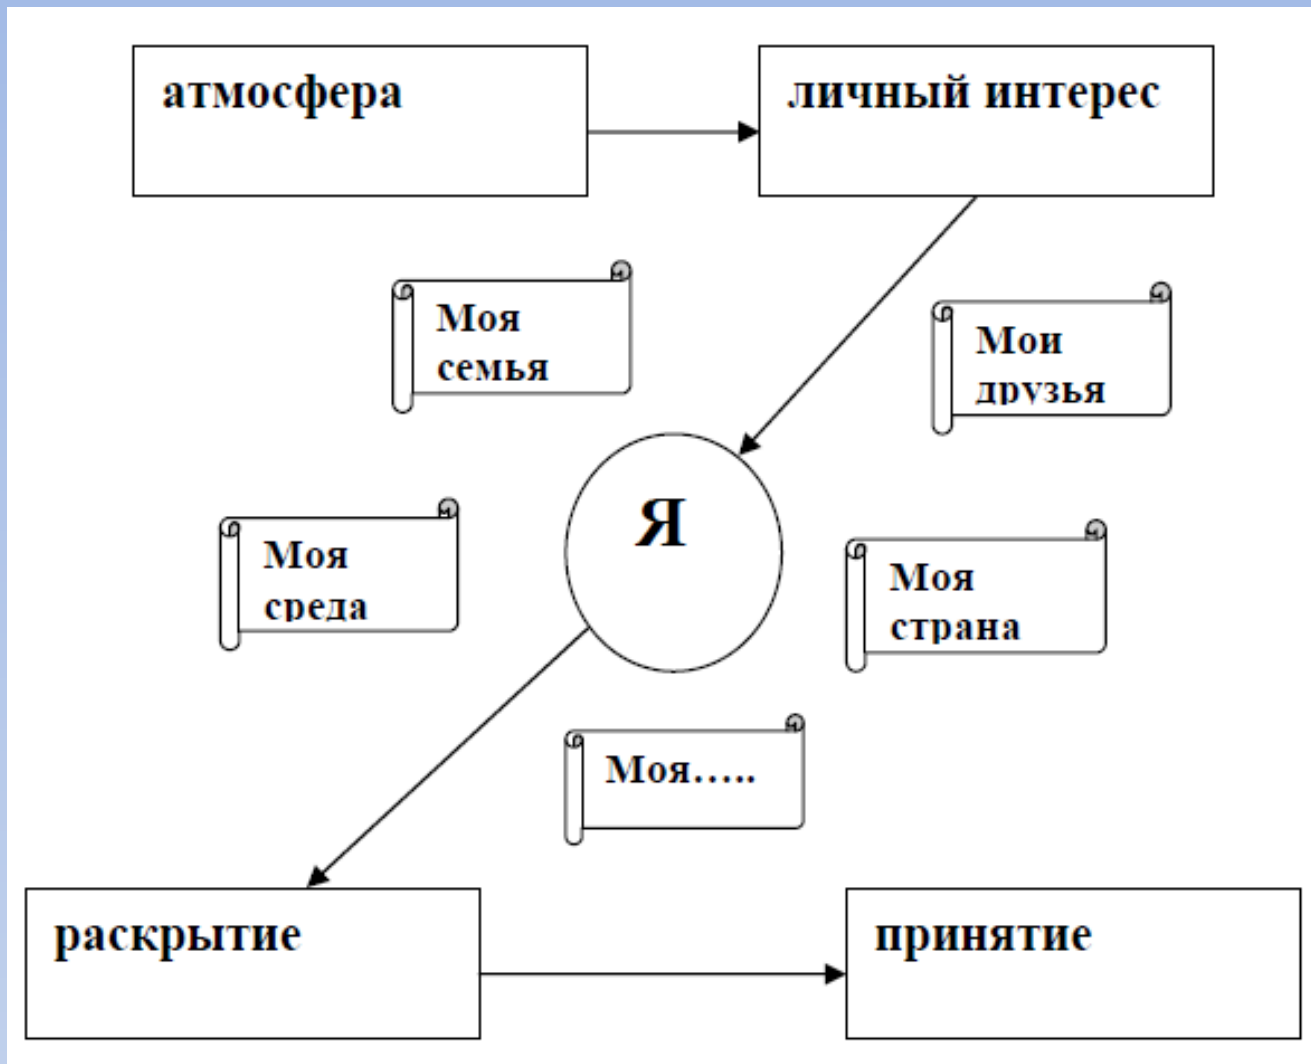 атмосфера
личный интерес
Моя
семья
Мои
друзья
Я
Моя
среда
Моя
страна
Моя.....
раскрытие
принятие